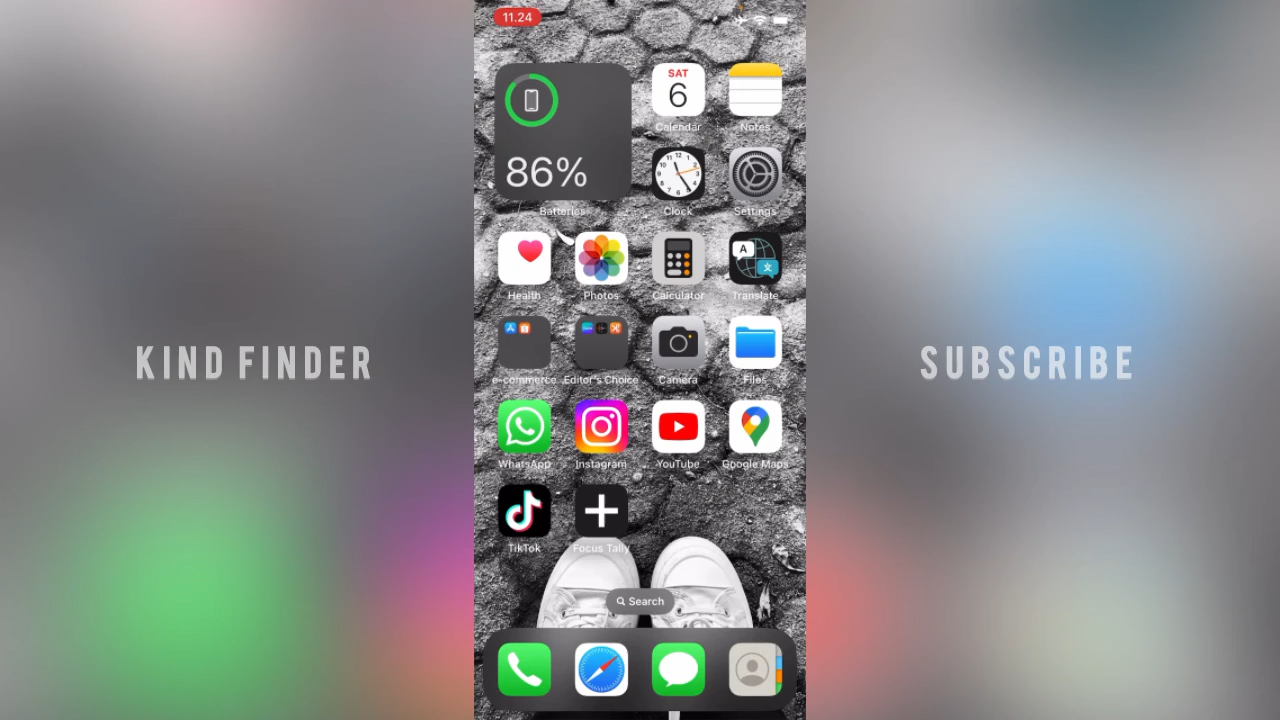 11.24
KIND FINDER
SUBSCRIBE
SAT
6
86%
Batteries
Calendar
Notes
Clock
Settings
Health
Photos
Calculator
Translate
e-commerce
Editor's Choice
Camera
Files
WhatsApp
Instagram
YouTube
Google Maps
TikTok
Focus Tally
Search